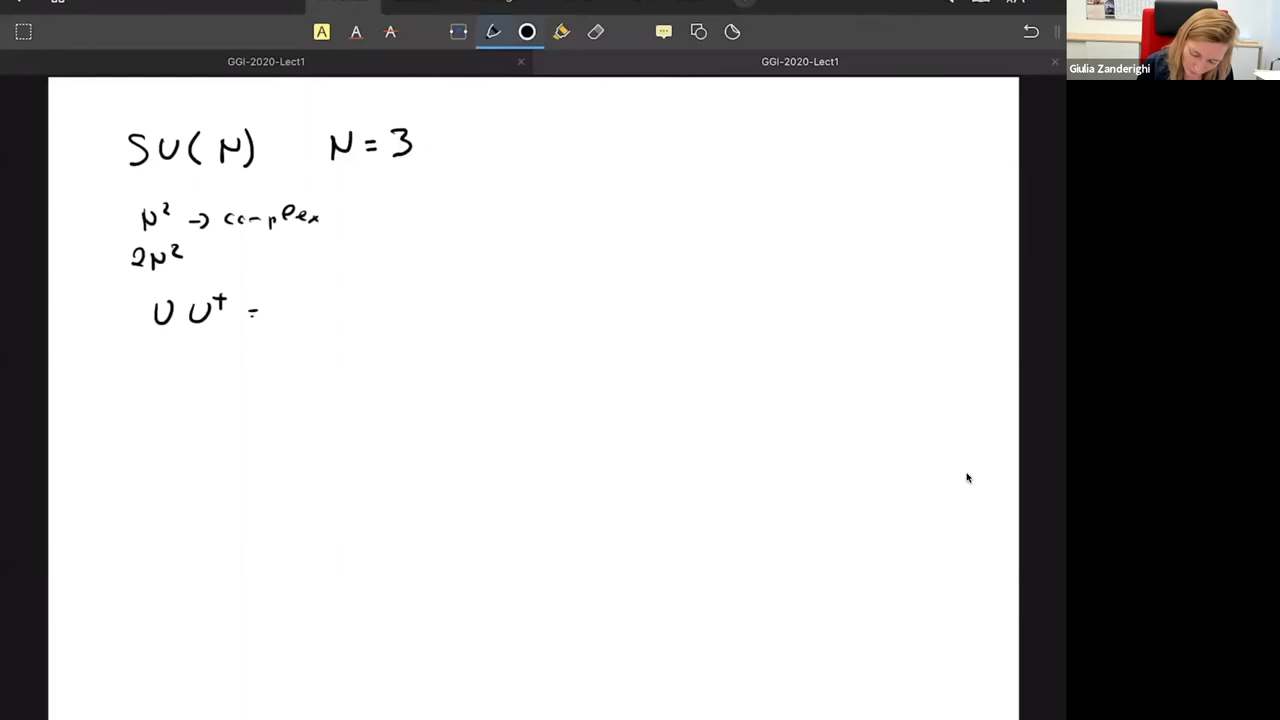 GGI-2020-Lect1
GGI-2020-Lect1
Giulia Zanderighi
SU(N) N=3
N² → complex
2N²
U U† =